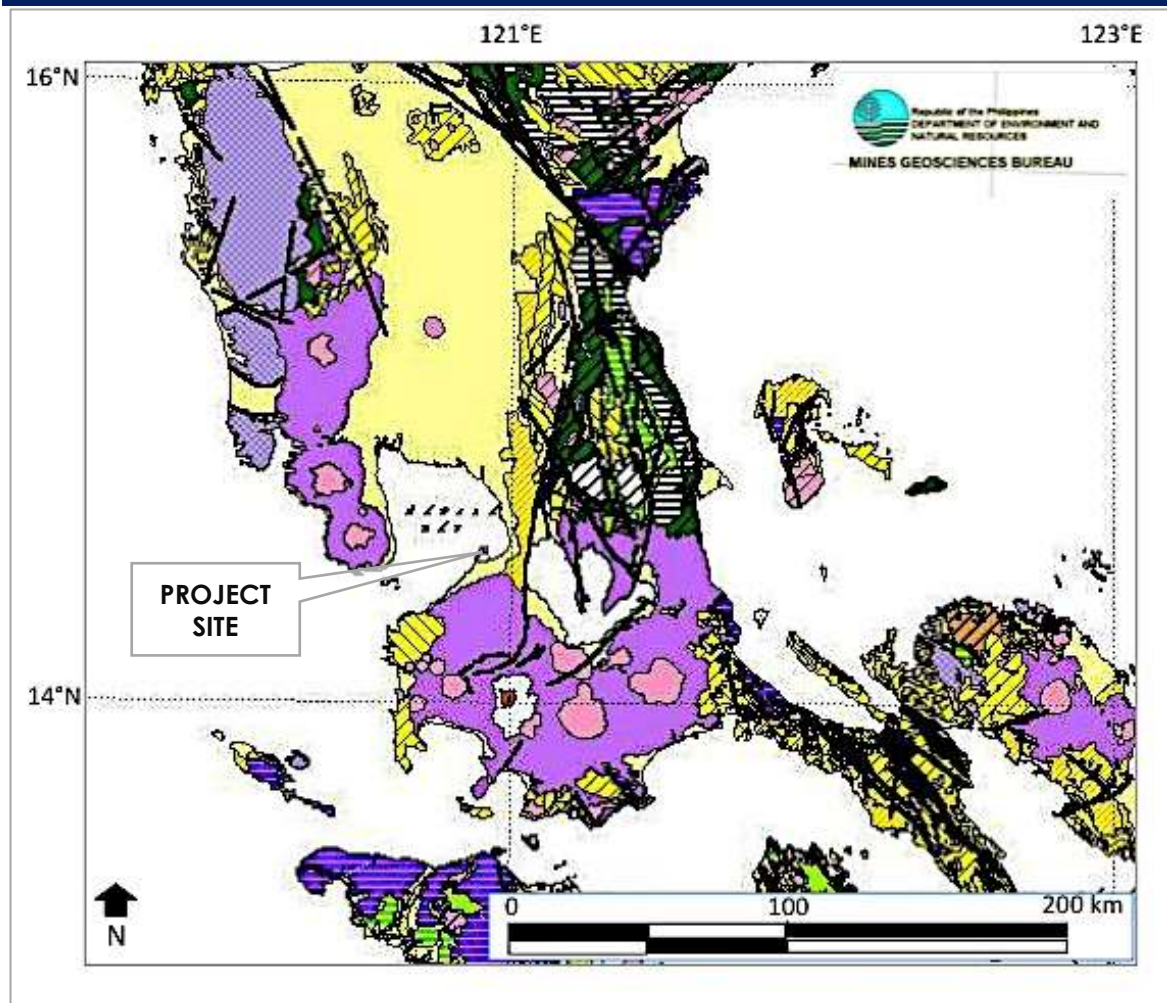 121°E
123°E
16°N
Republic of the Philippines
DEPARTMENT OF ENVIRONMENT AND
NATURAL RESOURCES
MINES GEOSCIENCES BUREAU
PROJECT
SITE
14°N
0
100
200 km
N